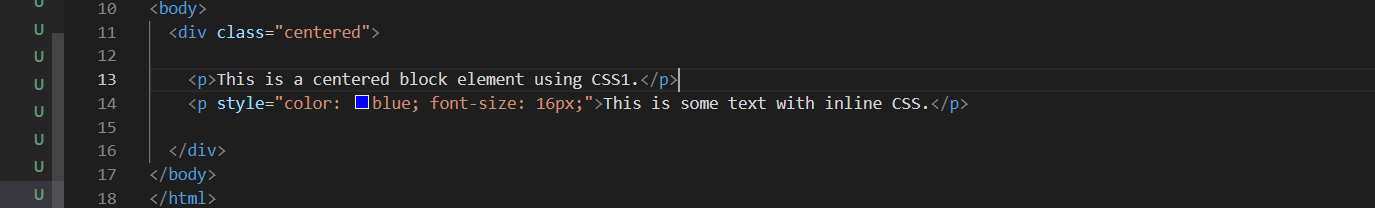 U
U
U
U
U
U
U
U
10 <body>
11   <div class="centered">
12
13     <p>This is a centered block element using CSS1.</p>
14     <p style="color: blue; font-size: 16px;">This is some text with inline CSS.</p>
15
16   </div>
17 </body>
18 </html>